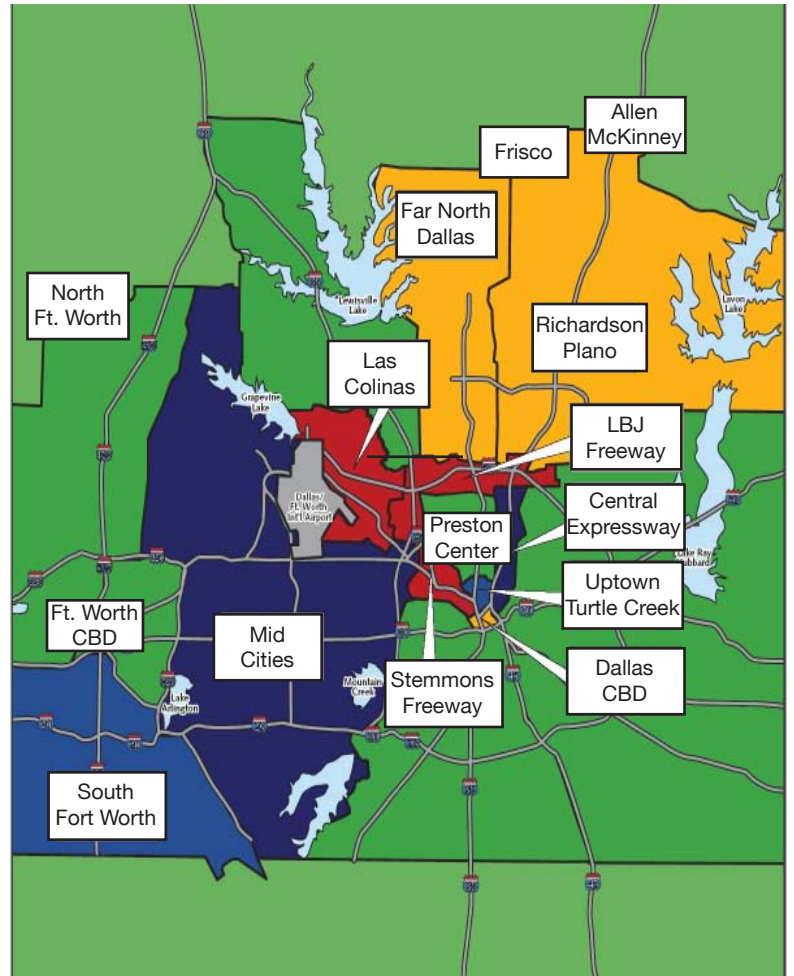 Allen
McKinney
Frisco
Far North
Dallas
North
Ft. Worth
Lewisville
Lake
Lavon
Lake
Richardson
Plano
Las
Colinas
Grapevine
Lake
LBJ
Freeway
Dallas/
Ft. Worth
Int'l Airport
Central
Expressway
Preston
Center
Lake Ray
Hubbard
Uptown
Turtle Creek
Ft. Worth
CBD
Mid
Cities
Dallas
CBD
Stemmons
Freeway
Mountain
Creek
Lake
Arlington
South
Fort Worth